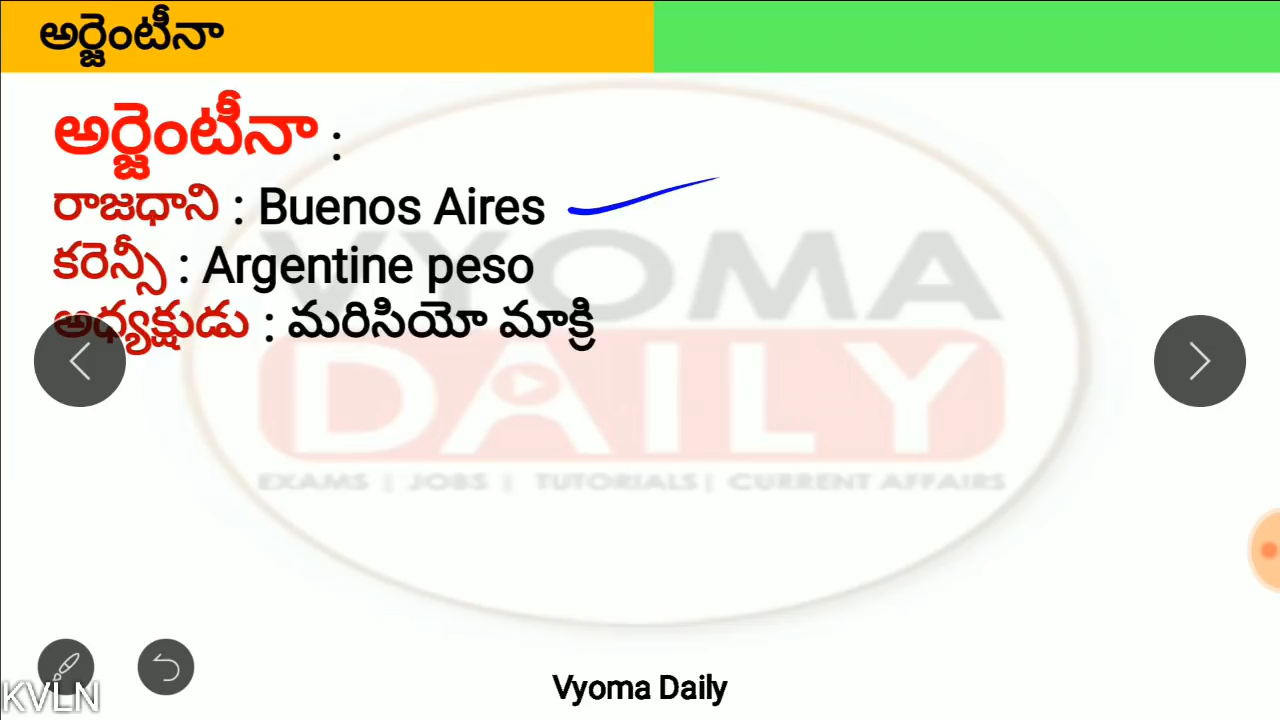 అర్జెంటీనా
అర్జెంటీనా :
రాజధాని : Buenos Aires
కరెన్సీ : Argentine peso
అధ్యక్షుడు : మరిసియో మాక్రి
VYOMA
DAILY
EXAMS | JOBS | TUTORIALS | CURRENT AFFAIRS
KVLN
Vyoma Daily